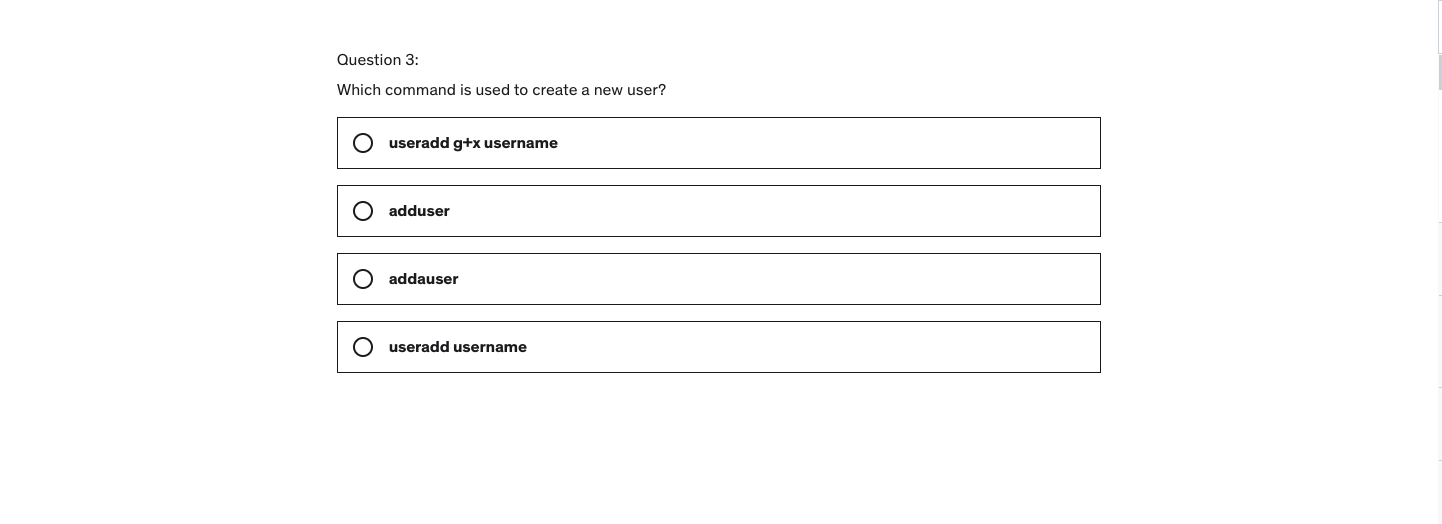 Question 3:
Which command is used to create a new user?
useradd g+x username
adduser
addauser
useradd username